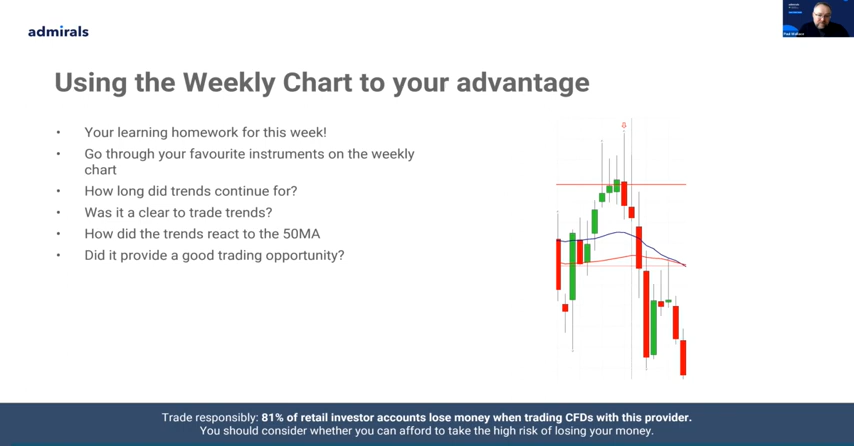 admirals
Using the Weekly Chart to your advantage
• Your learning homework for this week!
• Go through your favourite instruments on the weekly
chart
• How long did trends continue for?
• Was it a clear to trade trends?
• How did the trends react to the 50MA
• Did it provide a good trading opportunity?
Trade responsibly: 81% of retail investor accounts lose money when trading CFDs with this provider.
You should consider whether you can afford to take the high risk of losing your money.